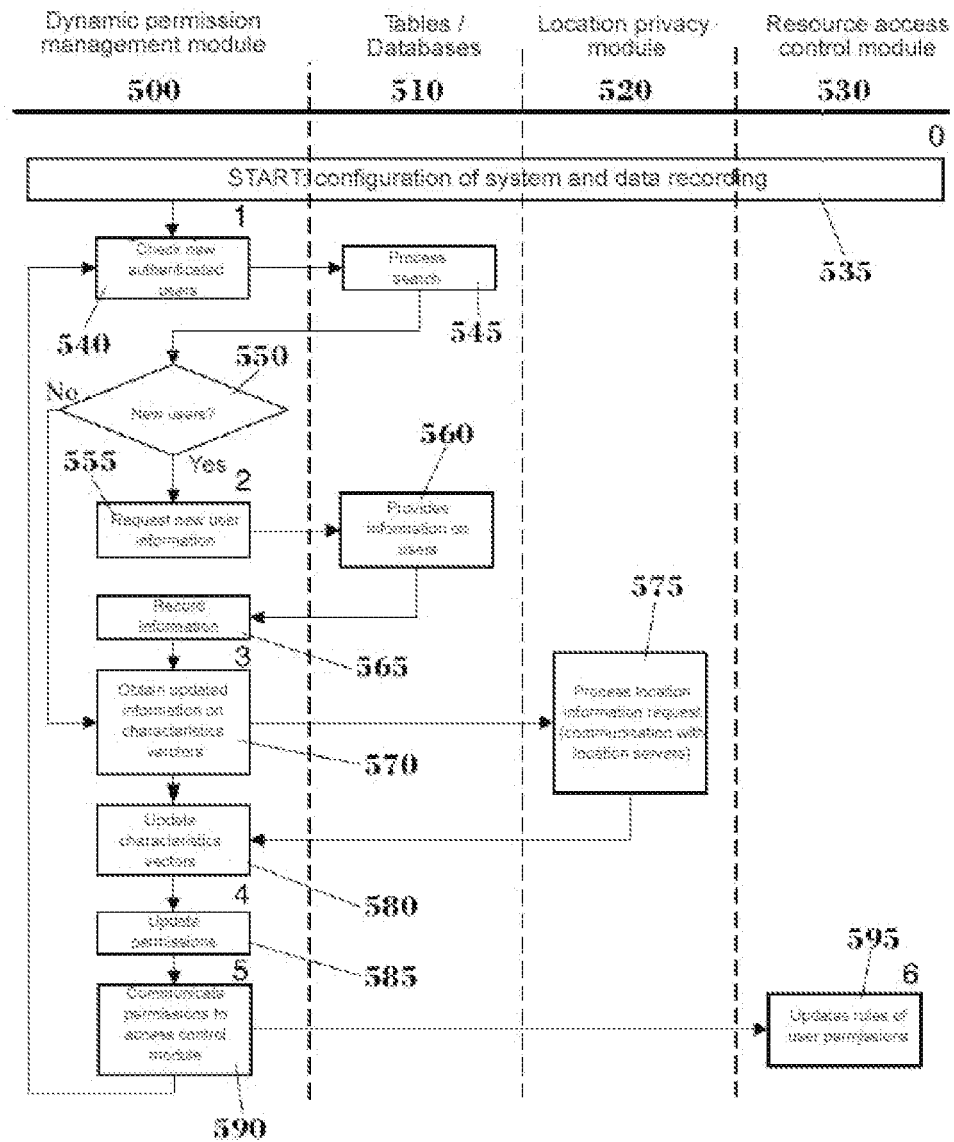 Dynamic permission
management module
500
Tables /
Databases
510
Location privacy
module
520
Resource access
control module
530
0
START: configuration of system and data recording
535
1
Check new
authenticated
users
540
Process
search
545
550
No
New users?
Yes
555
2
Request new user
information
560
Provides
information on
users
Record
information
565
3
Obtain updated
information on
characteristics
vectors
570
575
Process location
information request
(communication with
location servers)
Update
characteristics
vectors
580
4
Update
permissions
585
5
Communicate
permissions to
access control
module
590
595
6
Updates rules of
user permissions